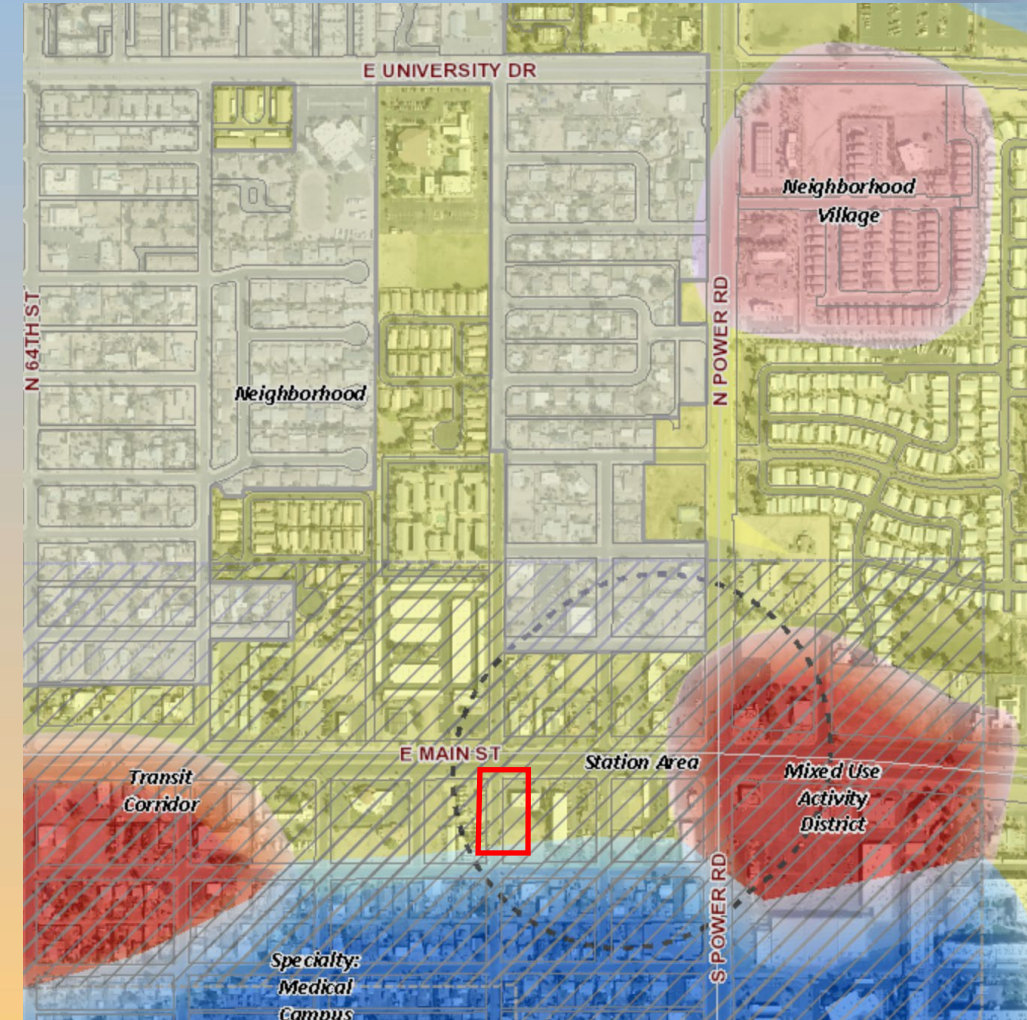 E UNIVERSITY DR
Neighborhood
Village
N 64TH ST
N POWER RD
Neighborhood
E MAIN ST
Station Area
Transit
Corridor
Mixed Use
Activity
District
S POWER RD
Specialty:
Medical
Campus